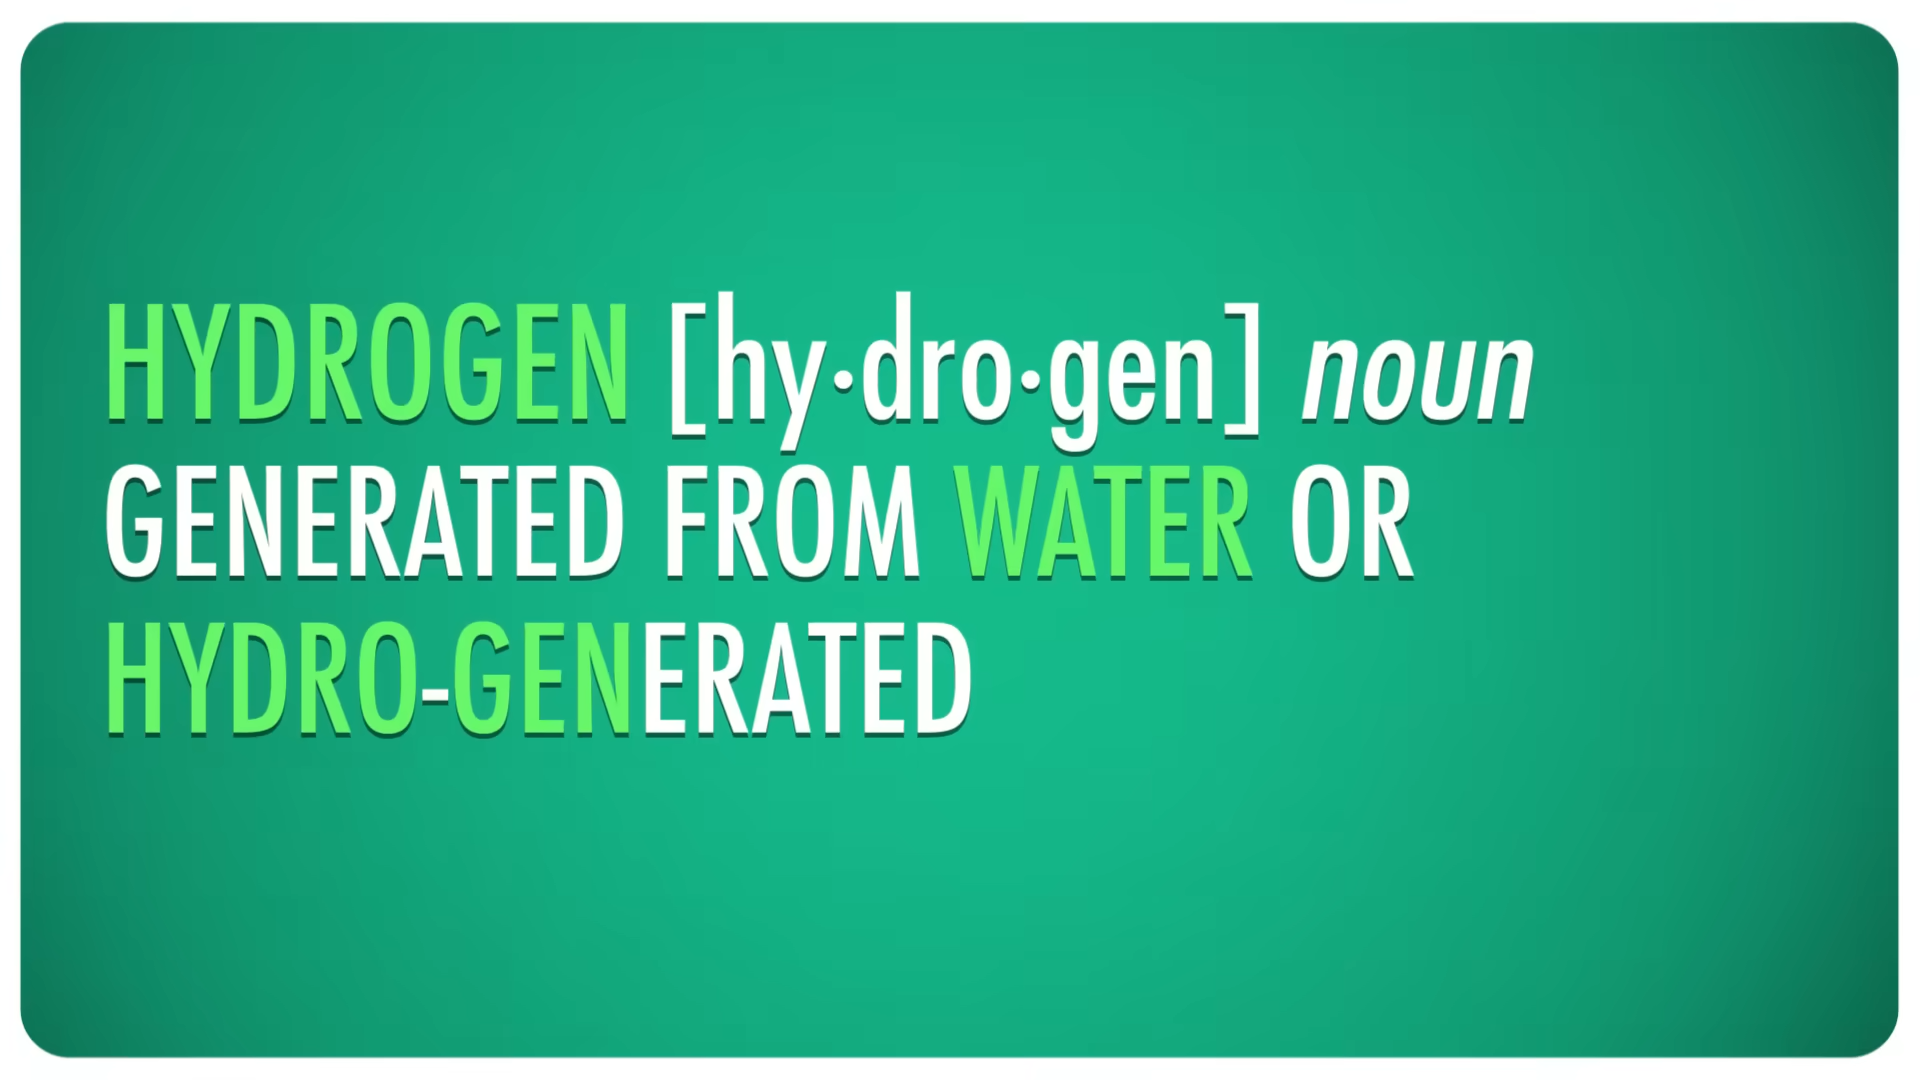 HYDROGEN [hy·dro·gen] noun
GENERATED FROM WATER OR
HYDRO-GENERATED